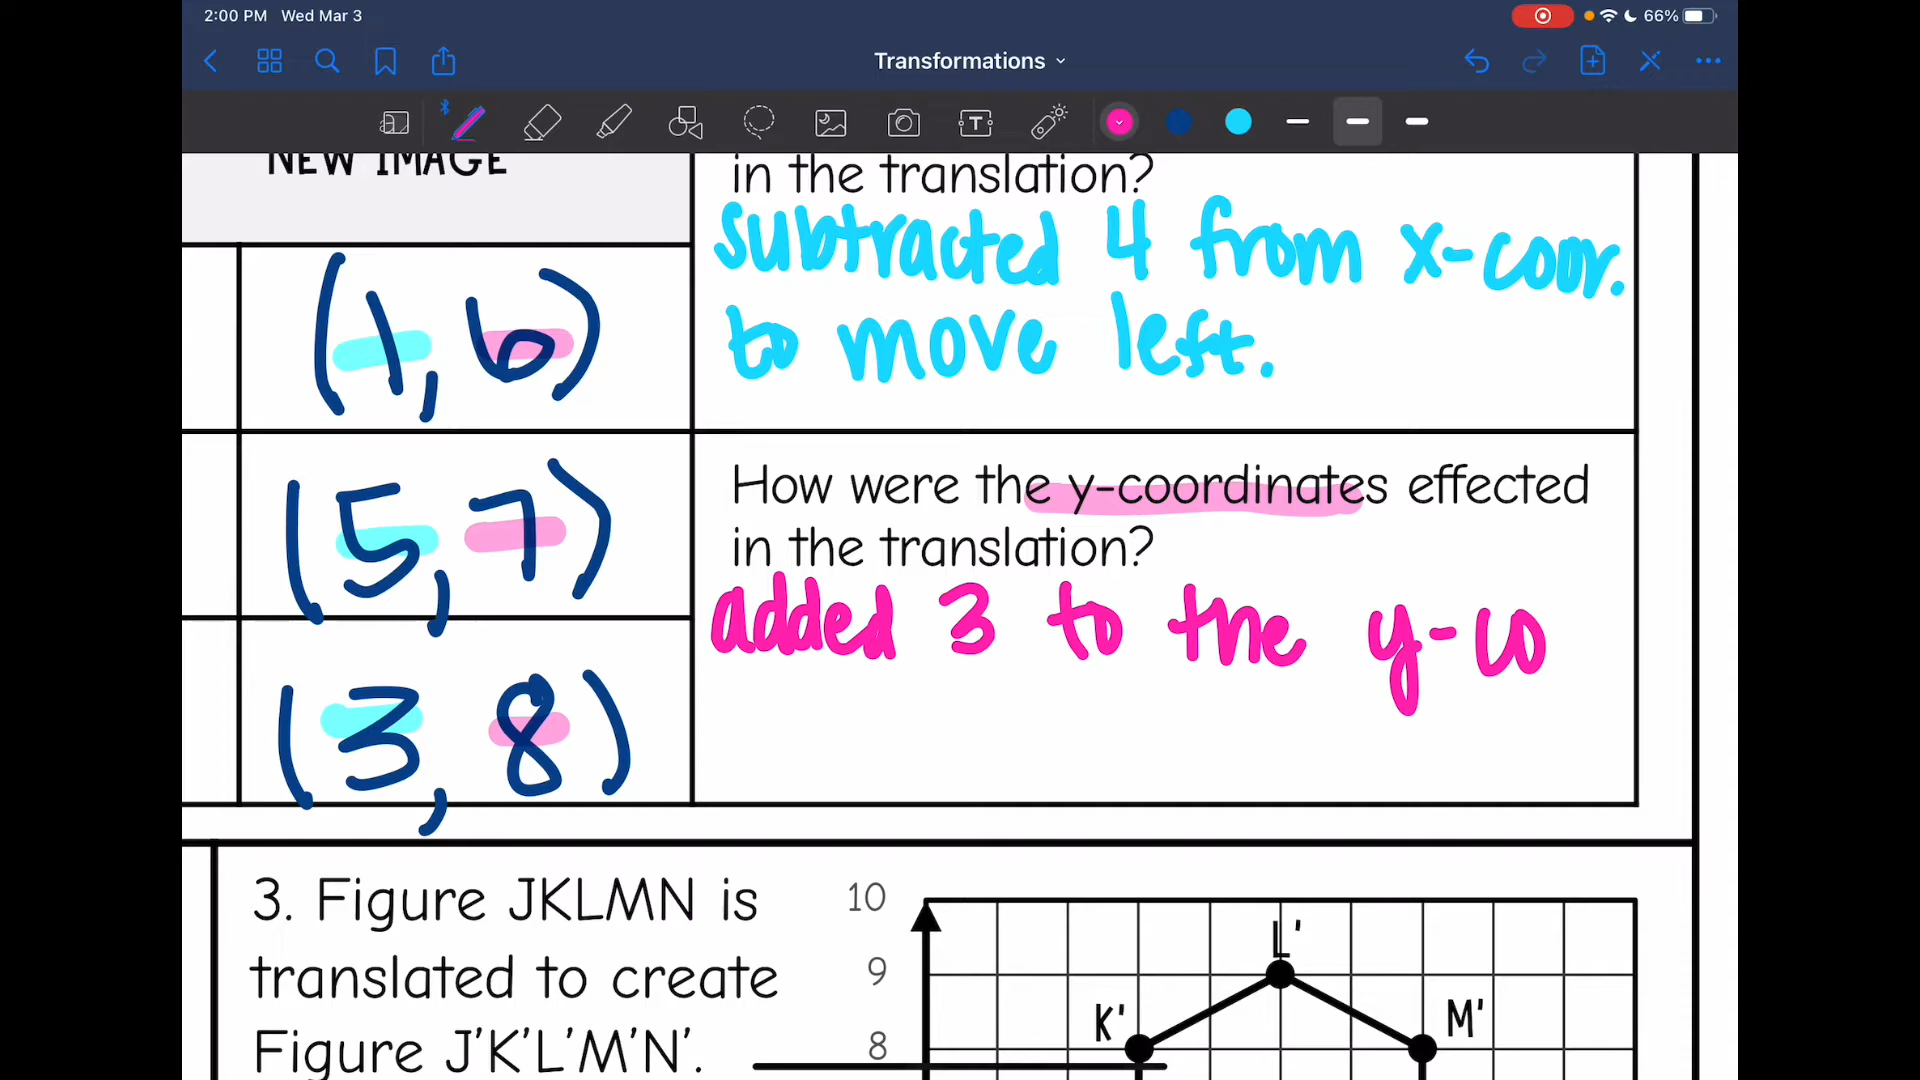 2:00 PM Wed Mar 3
66%
Transformations
T
NEW IMAGE
in the translation?
subtracted 4 from x-coor.
to move left.
(1, 6)
How were the y-coordinates effected
in the translation?
(5, 7)
added 3 to the y-co
(3, 8)
3. Figure JKLMN is
translated to create
Figure J'K'L'M'N'.
10
9
8
L'
K'
M'